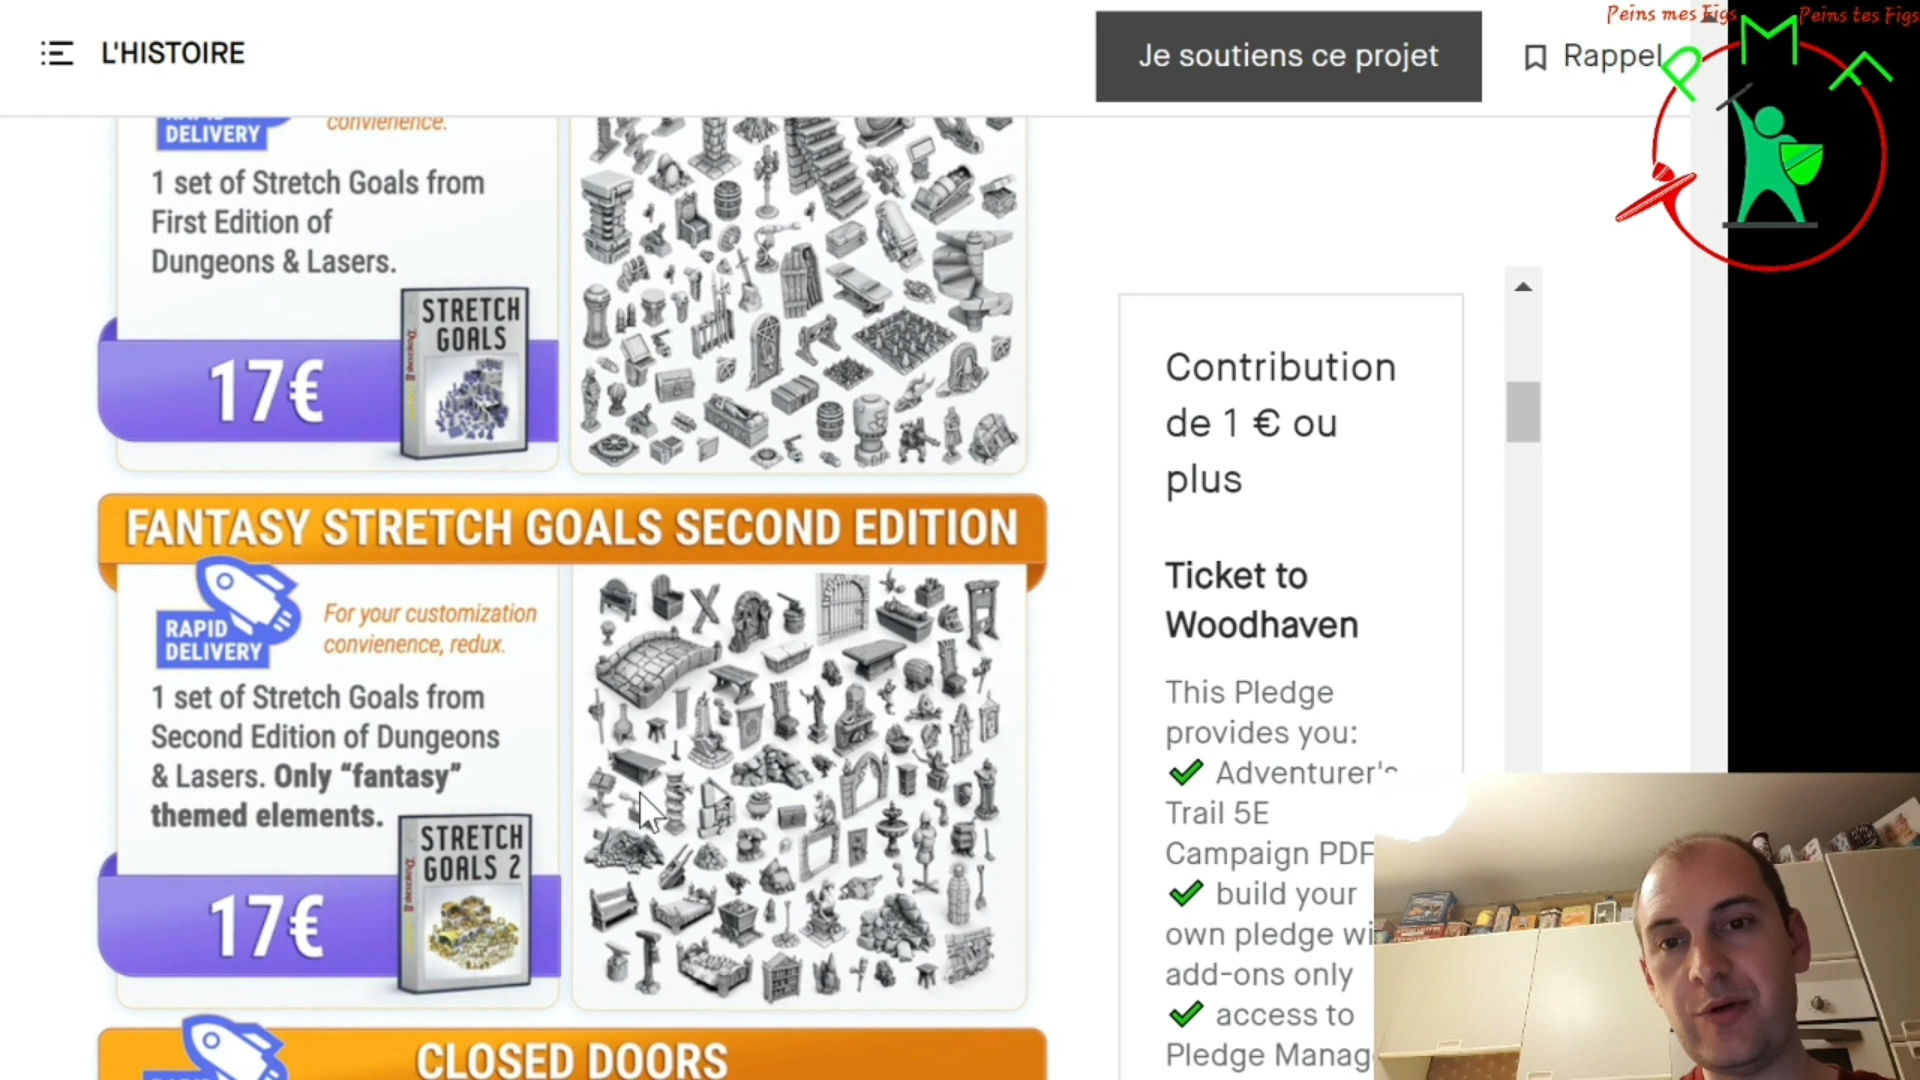 L'HISTOIRE
Je soutiens ce projet
Rappel
Peins mes Figs
Peins tes Figs
P M F
convienence.
DELIVERY
1 set of Stretch Goals from
First Edition of
Dungeons & Lasers.
STRETCH
GOALS
17€
FANTASY STRETCH GOALS SECOND EDITION
RAPID
DELIVERY
For your customization
convienence, redux.
1 set of Stretch Goals from
Second Edition of Dungeons
& Lasers. Only “fantasy”
themed elements.
STRETCH
GOALS 2
17€
CLOSED DOORS
Contribution
de 1 € ou
plus
Ticket to
Woodhaven
This Pledge
provides you:
Adventurer's
Trail 5E
Campaign PDF
build your
own pledge wi
add-ons only
access to
Pledge Manag